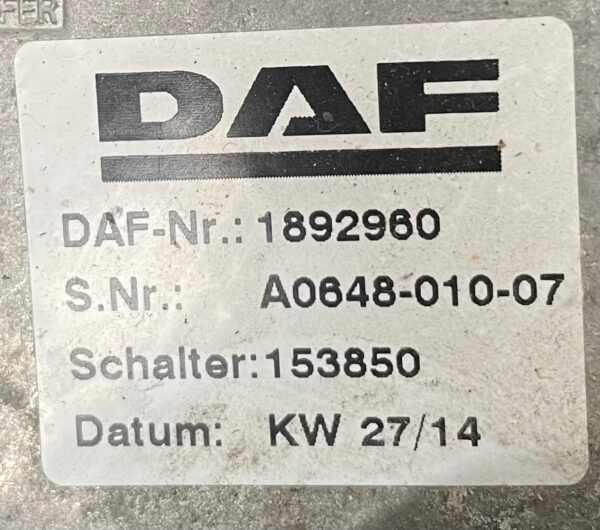 DAF
DAF-Nr.: 1892960
S.Nr.: A0648-010-07
Schalter: 153850
Datum: KW 27/14